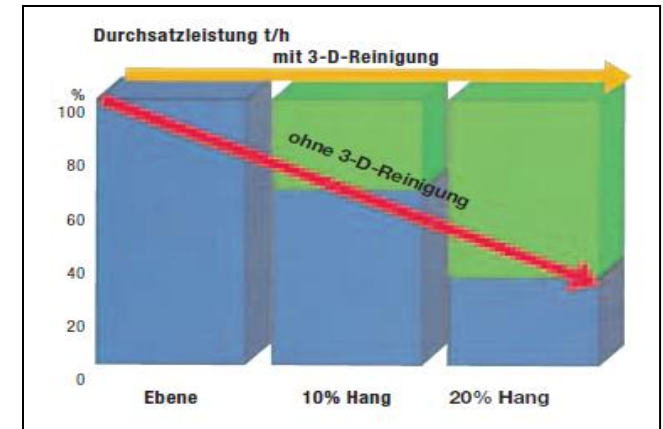 Durchsatzleistung t/h
mit 3-D-Reinigung
%
100
80
60
40
20
0
ohne 3-D-Reinigung
Ebene
10% Hang
20% Hang